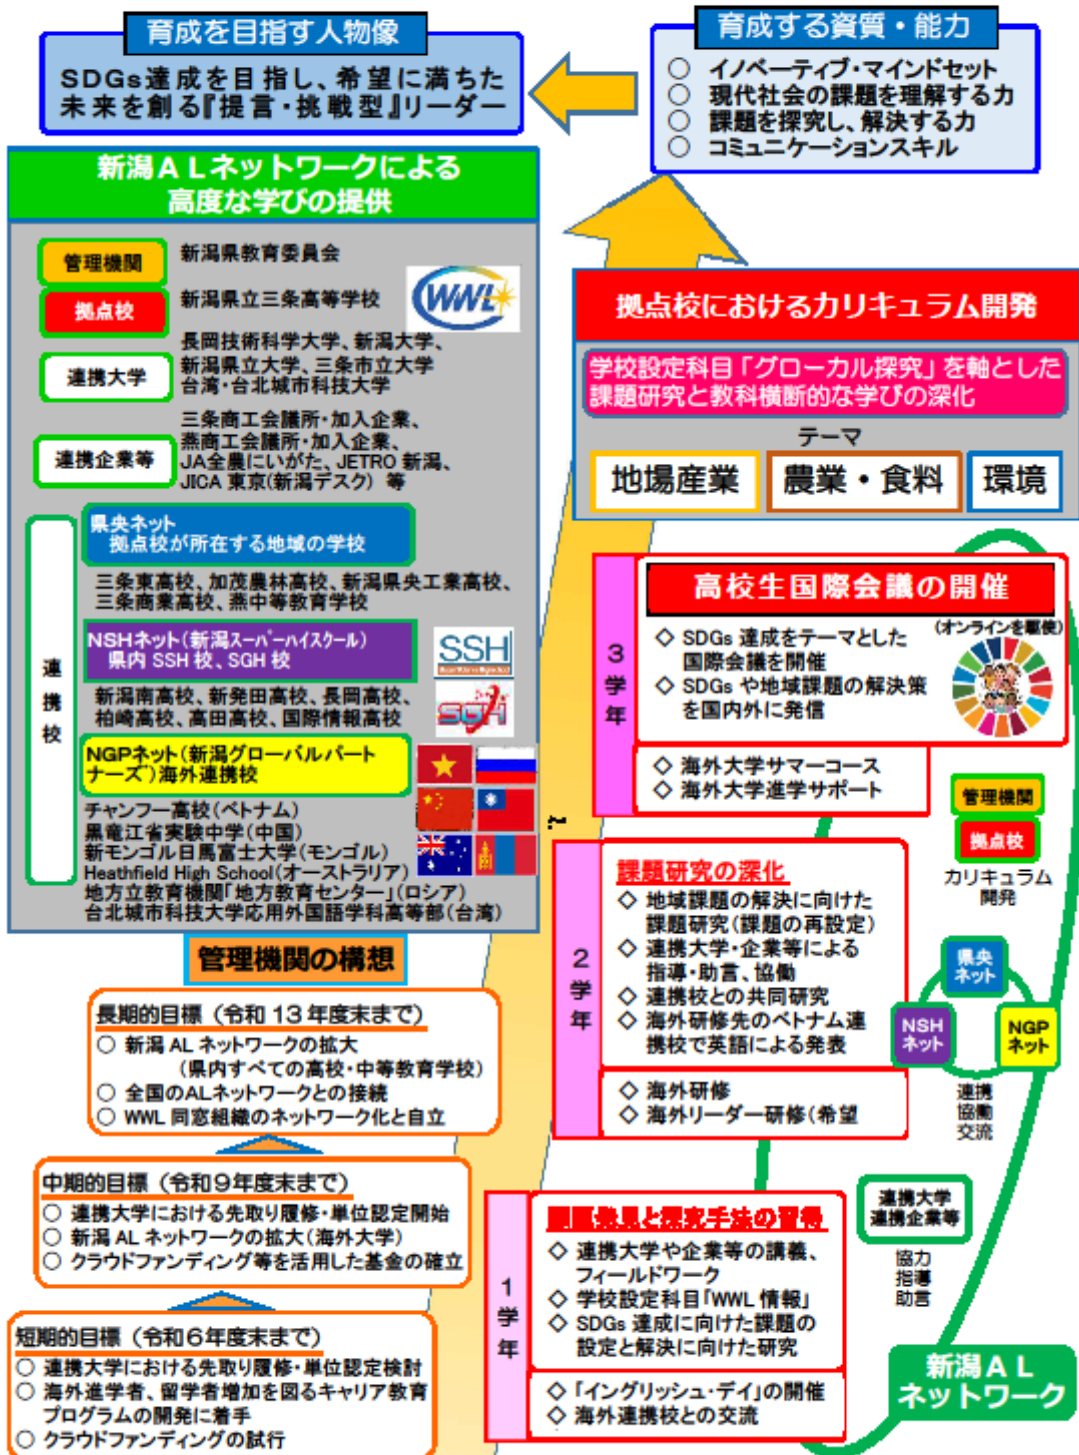 育成を目指す人物像
SDGs達成を目指し、希望に満ちた
未来を創る『提言・挑戦型』リーダー
育成する資質・能力
○ イノベーティブ・マインドセット
○ 現代社会の課題を理解する力
○ 課題を探究し、解決する力
○ コミュニケーションスキル
新潟ALネットワークによる
高度な学びの提供
管理機関
新潟県教育委員会
拠点校
新潟県立三条高等学校
WWL
連携大学
長岡技術科学大学、新潟大学、
新潟県立大学、三条市立大学
台湾・台北城市科技大学
連携企業等
三条商工会議所・加入企業、
燕商工会議所・加入企業、
JA全農にいがた、JETRO 新潟、
JICA 東京(新潟デスク) 等
連携校
県央ネット
拠点校が所在する地域の学校
三条東高校、加茂農林高校、新潟県央工業高校、
三条商業高校、燕中等教育学校
NSHネット(新潟スーパーハイスクール)
県内 SSH 校、SGH 校
SSH
新潟南高校、新発田高校、長岡高校、
柏崎高校、高田高校、国際情報高校
SGH
NGPネット(新潟グローバルパート
ナーズ)海外連携校
チャンフー高校(ベトナム)
黒竜江省実験中学(中国)
新モンゴル日馬富士大学(モンゴル)
Heathfield High School(オーストラリア)
地方立教育機関「地方教育センター」(ロシア)
台北城市科技大学応用外国語学科高等部(台湾)
管理機関の構想
長期的目標(令和13年度末まで)
○ 新潟 AL ネットワークの拡大
(県内すべての高校・中等教育学校)
○ 全国のALネットワークとの接続
○ WWL 同窓組織のネットワーク化と自立
中期的目標(令和9年度末まで)
○ 連携大学における先取り履修・単位認定開始
○ 新潟 AL ネットワークの拡大(海外大学)
○ クラウドファンディング等を活用した基金の確立
短期的目標(令和6年度末まで)
○ 連携大学における先取り履修・単位認定検討
○ 海外進学者、留学者増加を図るキャリア教育
プログラムの開発に着手
○ クラウドファンディングの試行
拠点校におけるカリキュラム開発
学校設定科目「グローカル探究」を軸とした
課題研究と教科横断的な学びの深化
テーマ
地場産業
農業・食料
環境
3学年
高校生国際会議の開催
(オンラインを駆使)
◇ SDGs 達成をテーマとした
国際会議を開催
◇ SDGs や地域課題の解決策
を国内外に発信
◇ 海外大学サマーコース
◇ 海外大学進学サポート
2学年
課題研究の深化
◇ 地域課題の解決に向けた
課題研究(課題の再設定)
◇ 連携大学・企業等による
指導・助言、協働
◇ 連携校との共同研究
◇ 海外研修先のベトナム連
携校で英語による発表
◇ 海外研修
◇ 海外リーダー研修(希望
1学年
課題発見と探究手法の習得
◇ 連携大学や企業等の講義、
フィールドワーク
◇ 学校設定科目「WWL 情報」
◇ SDGs 達成に向けた課題の
設定と解決に向けた研究
◇ 「イングリッシュ・デイ」の開催
◇ 海外連携校との交流
管理機関
拠点校
カリキュラム
開発
県央
ネット
NSH
ネット
NGP
ネット
連携
協働
交流
連携大学
連携企業等
協力
指導
助言
新潟AL
ネットワーク